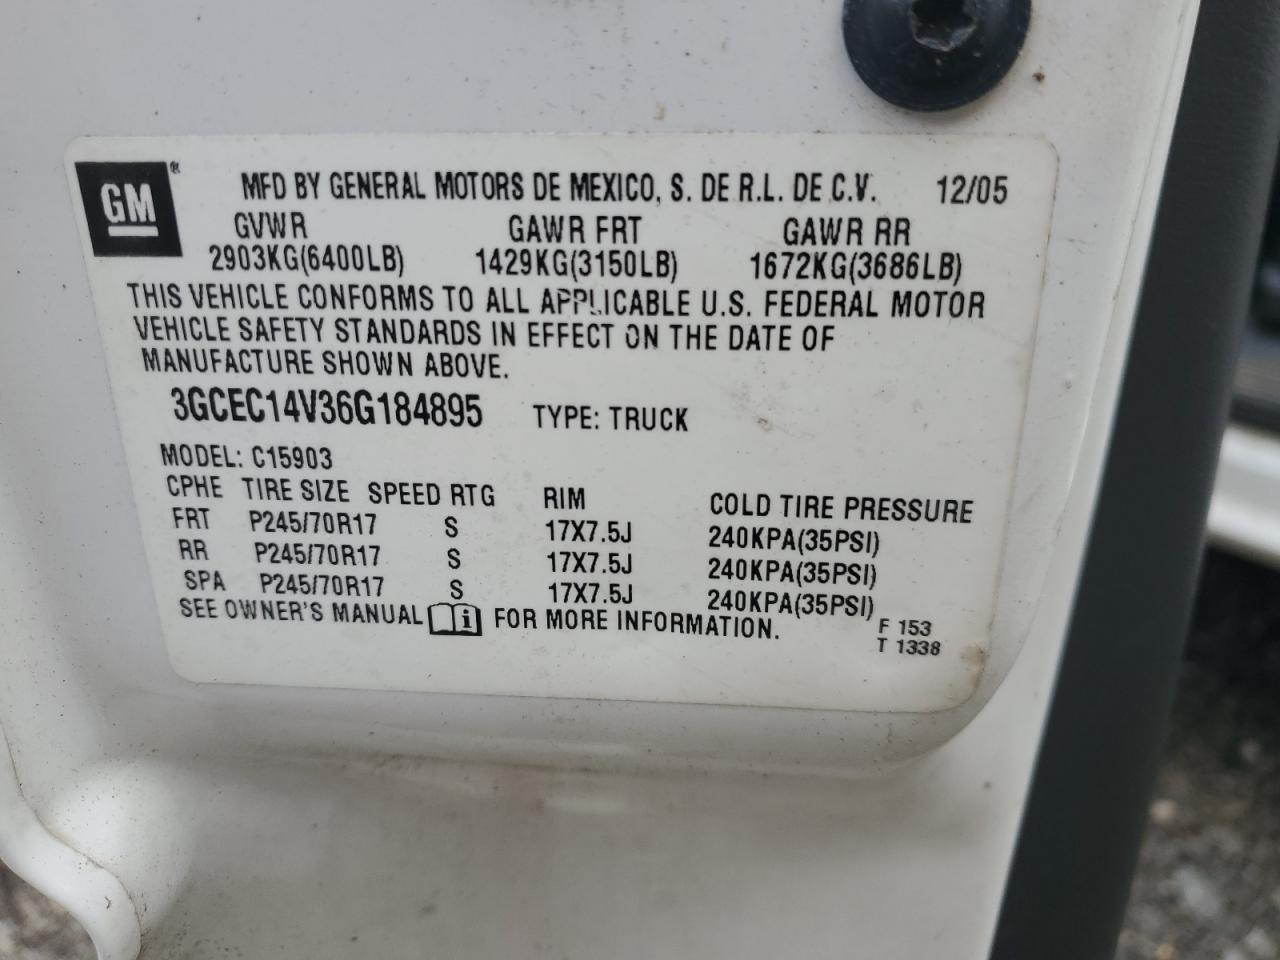 GM® MFD BY GENERAL MOTORS DE MEXICO, S. DE R.L. DE C.V. 12/05
GVWR GAWR FRT GAWR RR
2903KG(6400LB) 1429KG(3150LB) 1672KG(3686LB)
THIS VEHICLE CONFORMS TO ALL APPLICABLE U.S. FEDERAL MOTOR
VEHICLE SAFETY STANDARDS IN EFFECT ON THE DATE OF
MANUFACTURE SHOWN ABOVE.
3GCEC14V36G184895 TYPE: TRUCK
MODEL: C15903
CPHE TIRE SIZE SPEED RTG RIM COLD TIRE PRESSURE
FRT P245/70R17 S 17X7.5J 240KPA(35PSI)
RR P245/70R17 S 17X7.5J 240KPA(35PSI)
SPA P245/70R17 S 17X7.5J 240KPA(35PSI)
SEE OWNER'S MANUAL i FOR MORE INFORMATION. F 153
T 1338